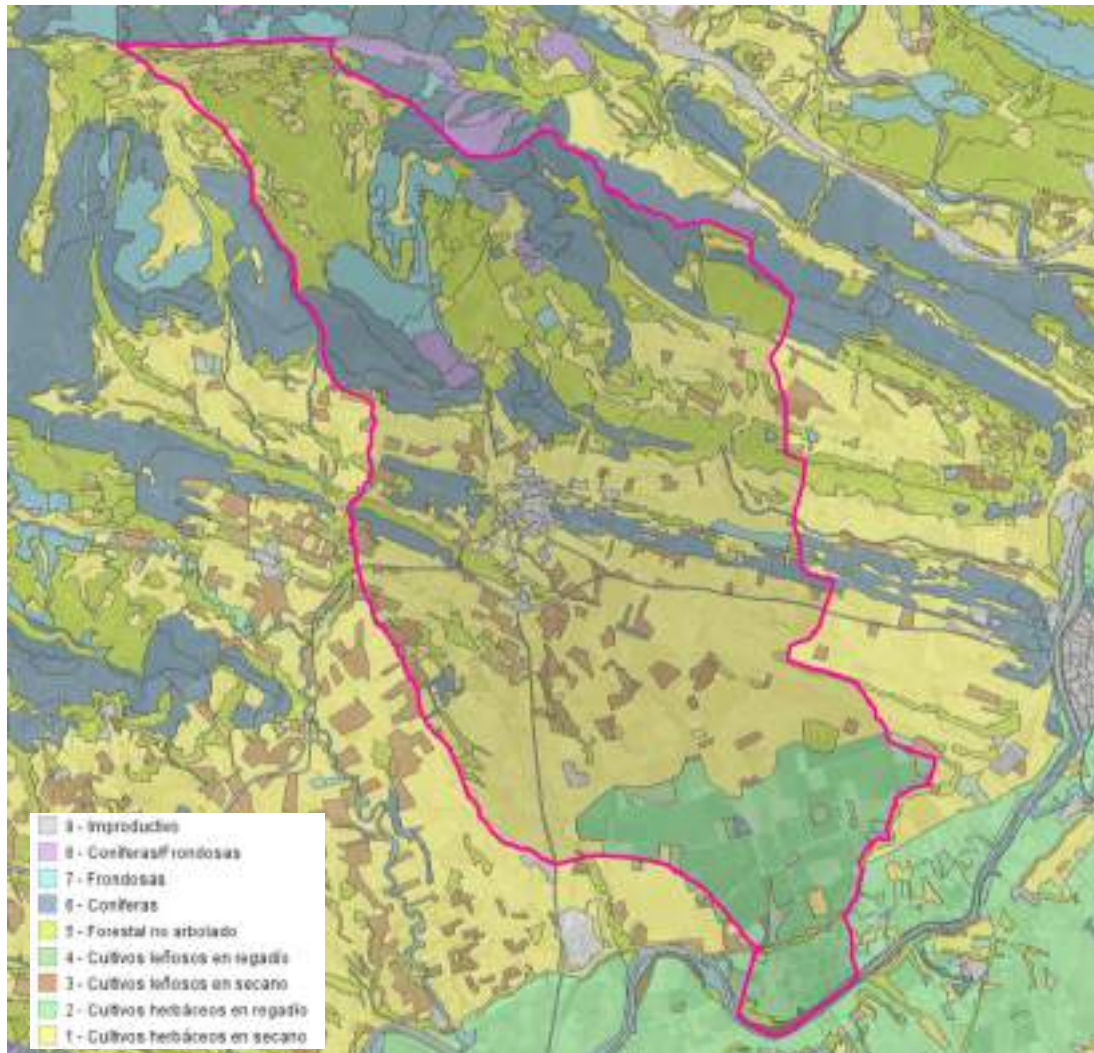 9 - Improductivo
8 - Coníferas/Frondosas
7 - Frondosas
6 - Coníferas
5 - Forestal no arbolado
4 - Cultivos leñosos en regadío
3 - Cultivos leñosos en secano
2 - Cultivos herbáceos en regadío
1 - Cultivos herbáceos en secano